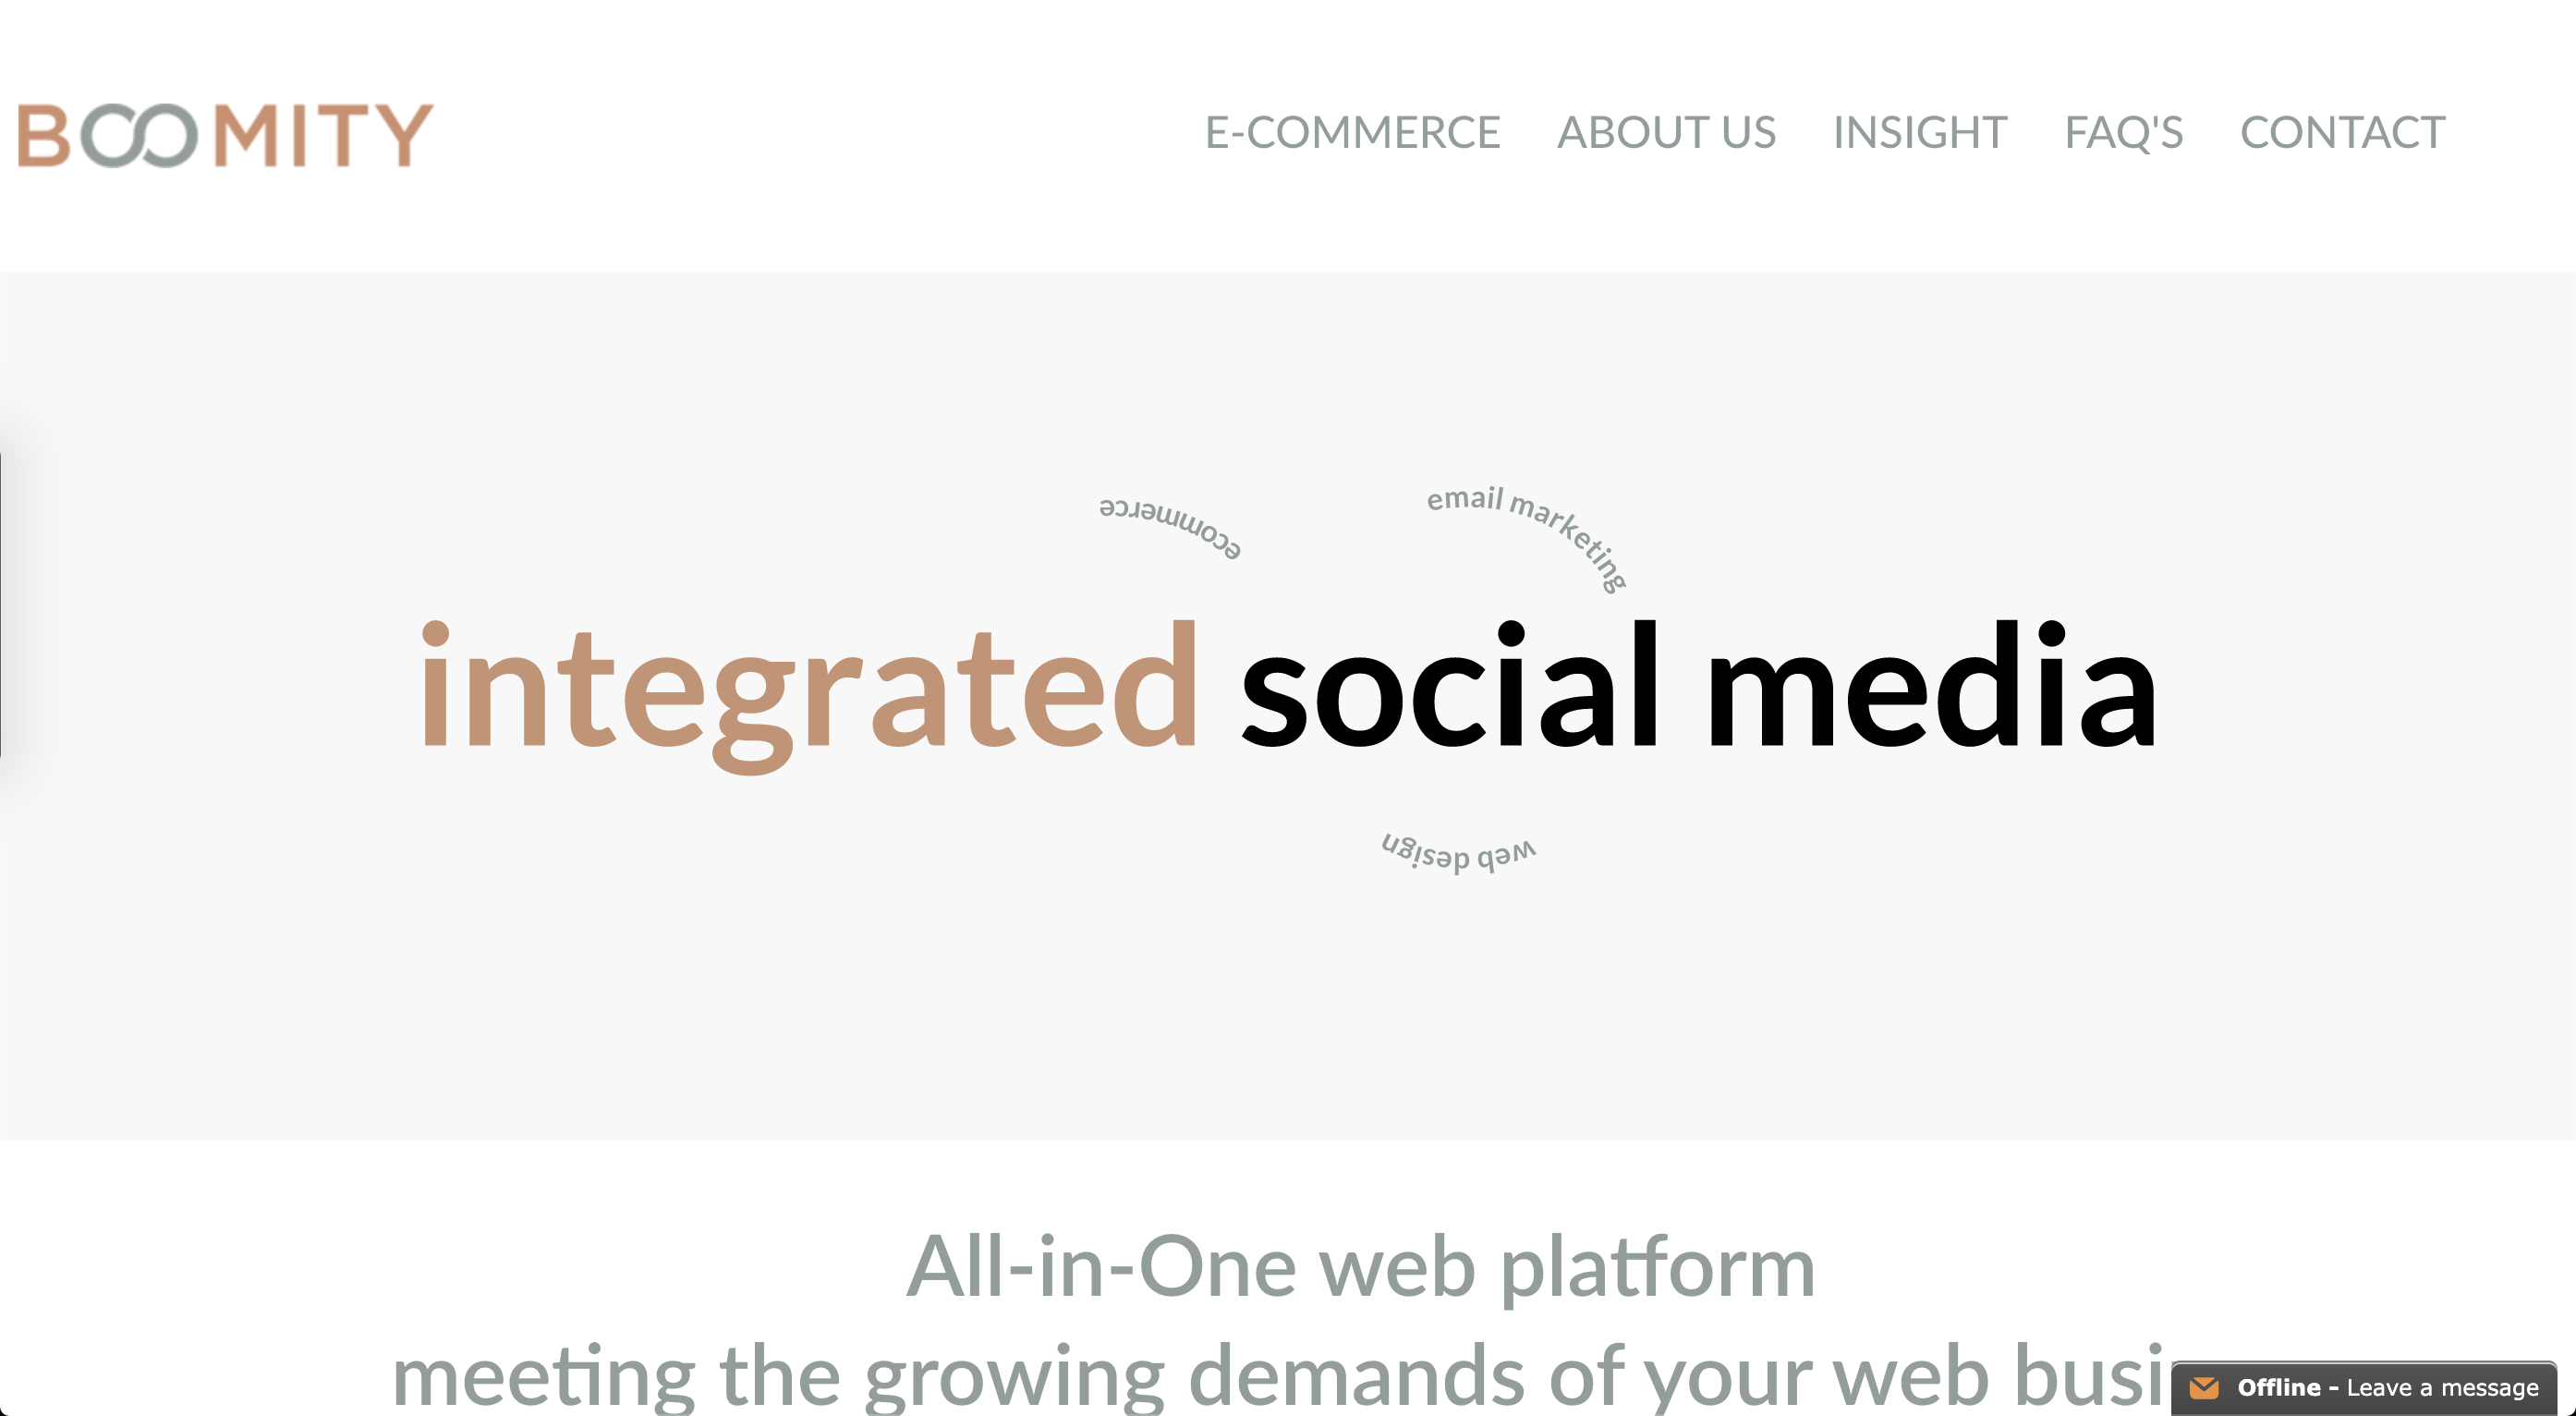 BOOMITY
E-COMMERCE ABOUT US INSIGHT FAQ'S CONTACT
ecommerce
email marketing
integrated social media
web design
All-in-One web platform
meeting the growing demands of your web busi
Offline - Leave a message